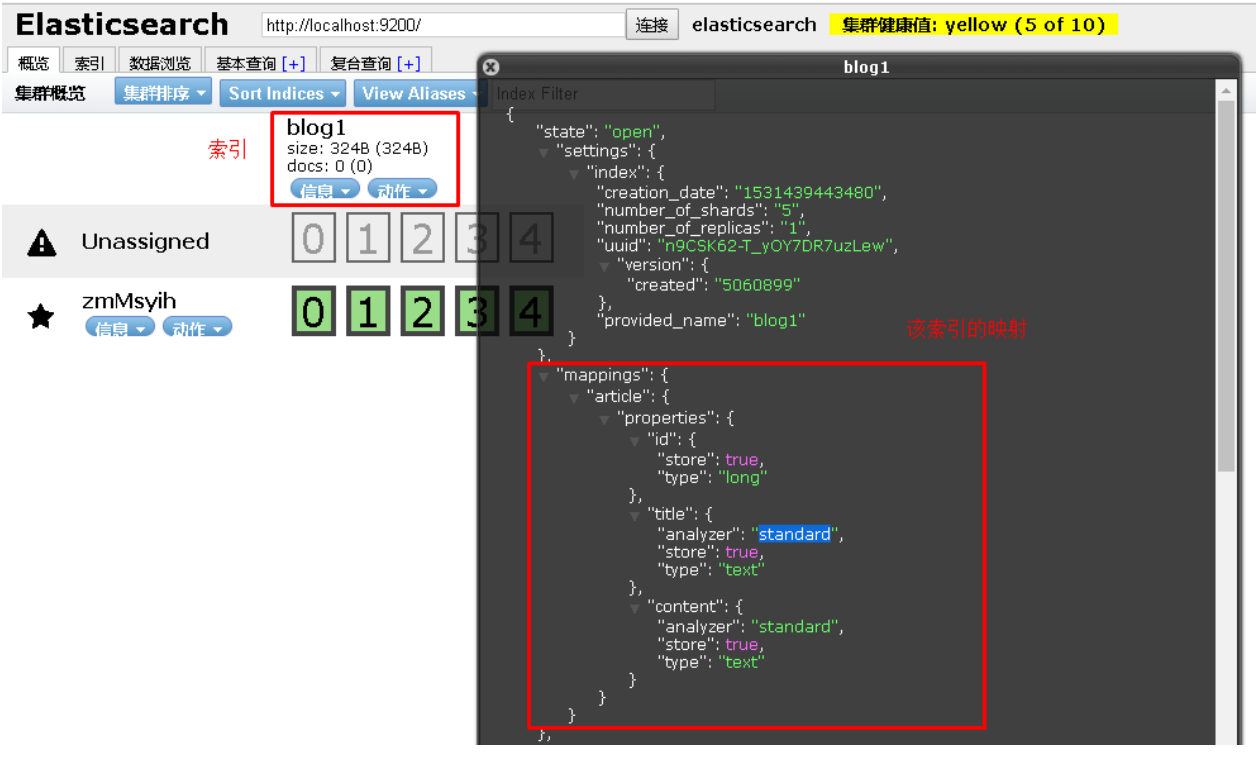 Elasticsearch
http://localhost:9200/
连接
elasticsearch
集群健康值: yellow (5 of 10)
概览
索引
数据浏览
基本查询 [+]
复合查询 [+]
集群概览
集群排序
Sort Indices
View Aliases
Index Filter
索引
blog1
size: 324B (324B)
docs: 0 (0)
信息
动作
Unassigned
0 1 2 3 4
zmMsyih
信息
动作
0 1 2 3 4
blog1
{
"state": "open",
"settings": {
"index": {
"creation_date": "1531439443480",
"number_of_shards": "5",
"number_of_replicas": "1",
"uuid": "n9CSK62-T_yOY7DR7uzLew",
"version": {
"created": "5060899"
},
"provided_name": "blog1"
}
},
该索引的映射
"mappings": {
"article": {
"properties": {
"id": {
"store": true,
"type": "long"
},
"title": {
"analyzer": "standard",
"store": true,
"type": "text"
},
"content": {
"analyzer": "standard",
"store": true,
"type": "text"
}
}
}
},